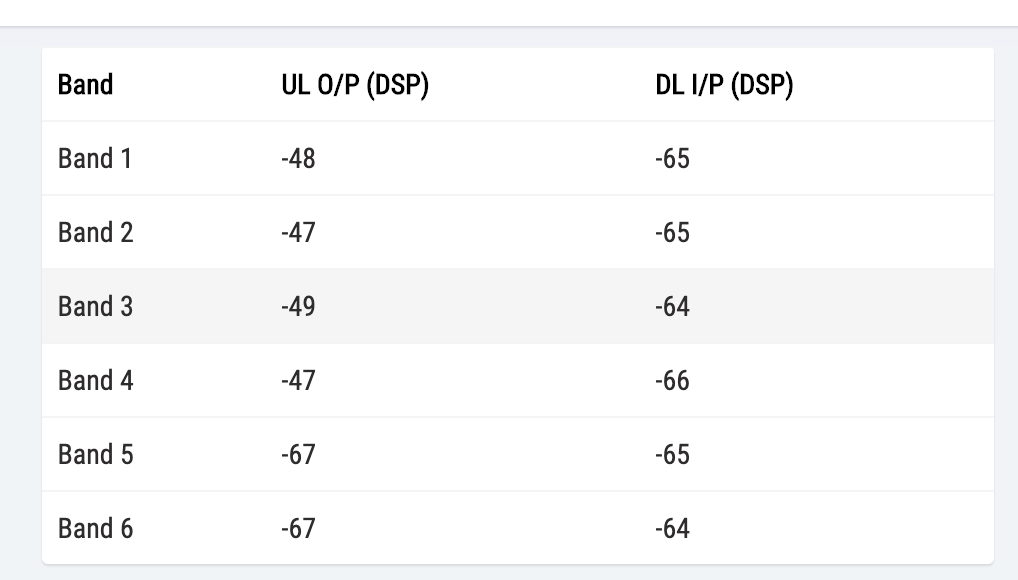 Band UL O/P (DSP) DL I/P (DSP)
Band 1 -48 -65
Band 2 -47 -65
Band 3 -49 -64
Band 4 -47 -66
Band 5 -67 -65
Band 6 -67 -64